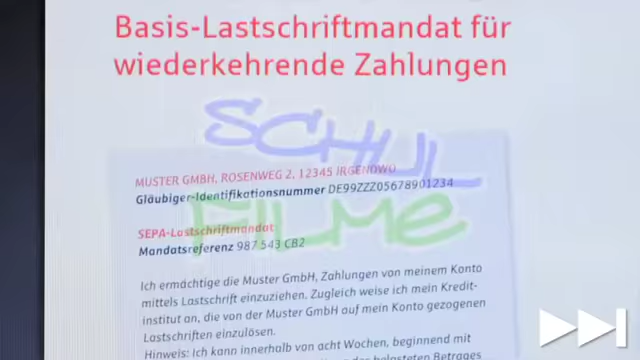 Basis-Lastschriftmandat für
wiederkehrende Zahlungen
SCHUL
FILME
MUSTER GMBH, ROSENWEG 2, 12345 IRGENDWO
Gläubiger-Identifikationsnummer DE99ZZZ05678901234
SEPA-Lastschriftmandat
Mandatsreferenz 987 543 CB2
Ich ermächtige die Muster GmbH, Zahlungen von meinem Konto
mittels Lastschrift einzuziehen. Zugleich weise ich mein Kredit-
institut an, die von der Muster GmbH auf mein Konto gezogenen
Lastschriften einzulösen.
Hinweis: Ich kann innerhalb von acht Wochen, beginnend mit
belasteten Betrages